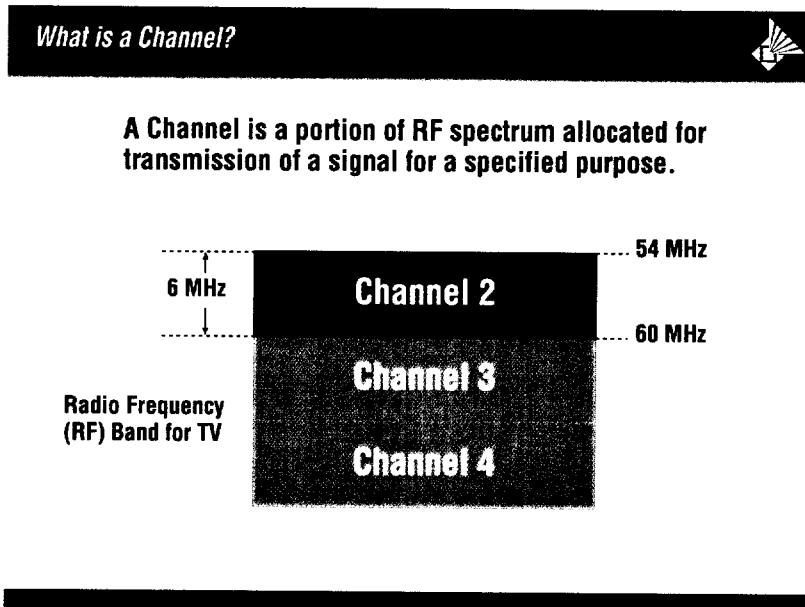 What is a Channel?
A Channel is a portion of RF spectrum allocated for
transmission of a signal for a specified purpose.
54 MHz
6 MHz
Channel 2
60 MHz
Channel 3
Radio Frequency
(RF) Band for TV
Channel 4